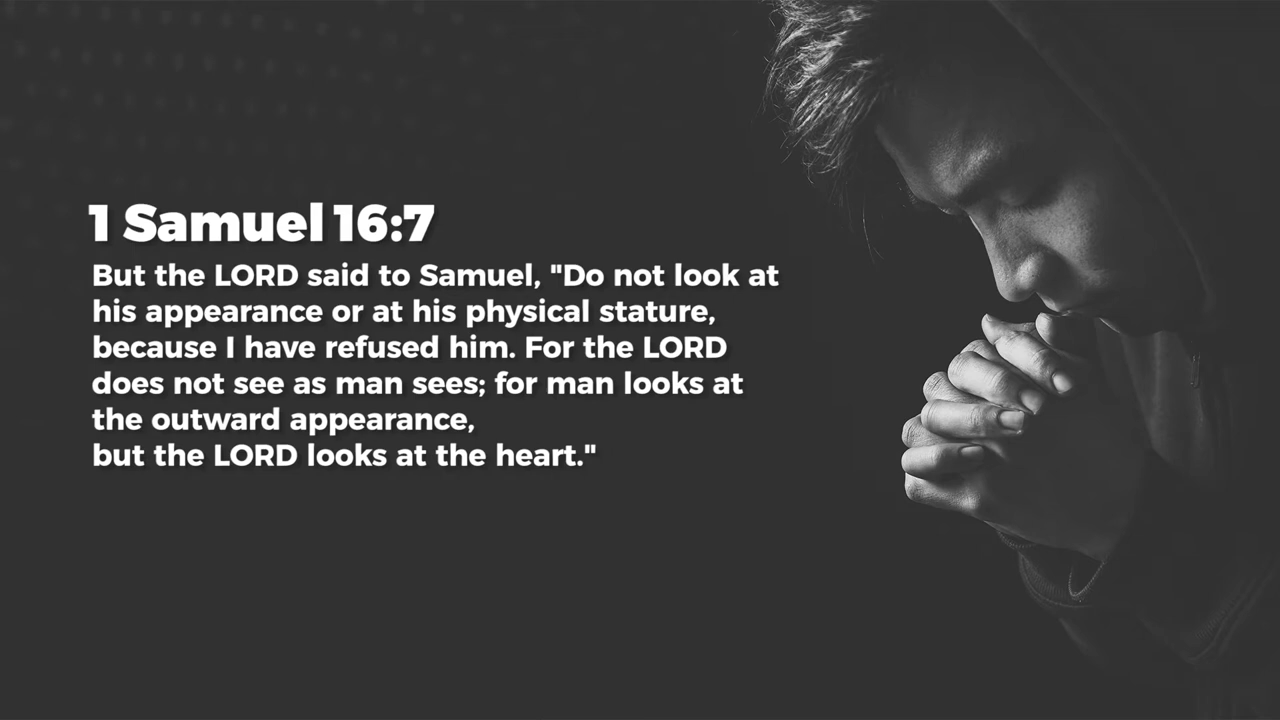 1 Samuel 16:7
But the LORD said to Samuel, "Do not look at
his appearance or at his physical stature,
because I have refused him. For the LORD
does not see as man sees; for man looks at
the outward appearance,
but the LORD looks at the heart."